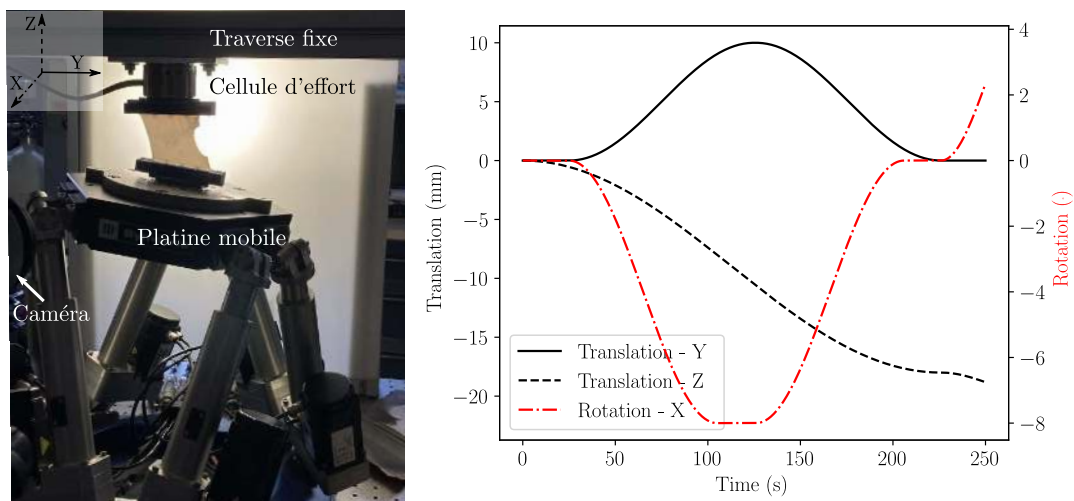 Z
Y
X
Traverse fixe
Cellule d'effort
Platine mobile
Caméra
10
5
0
−5
−10
−15
−20
Translation (mm)
Translation - Y
Translation - Z
Rotation - X
0
50
100
150
200
250
Time (s)
4
2
0
−2
−4
−6
−8
Rotation (